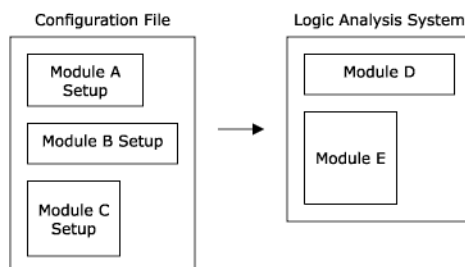 Configuration File
Module A
Setup
Module B Setup
Module C
Setup
Logic Analysis System
Module D
Module E